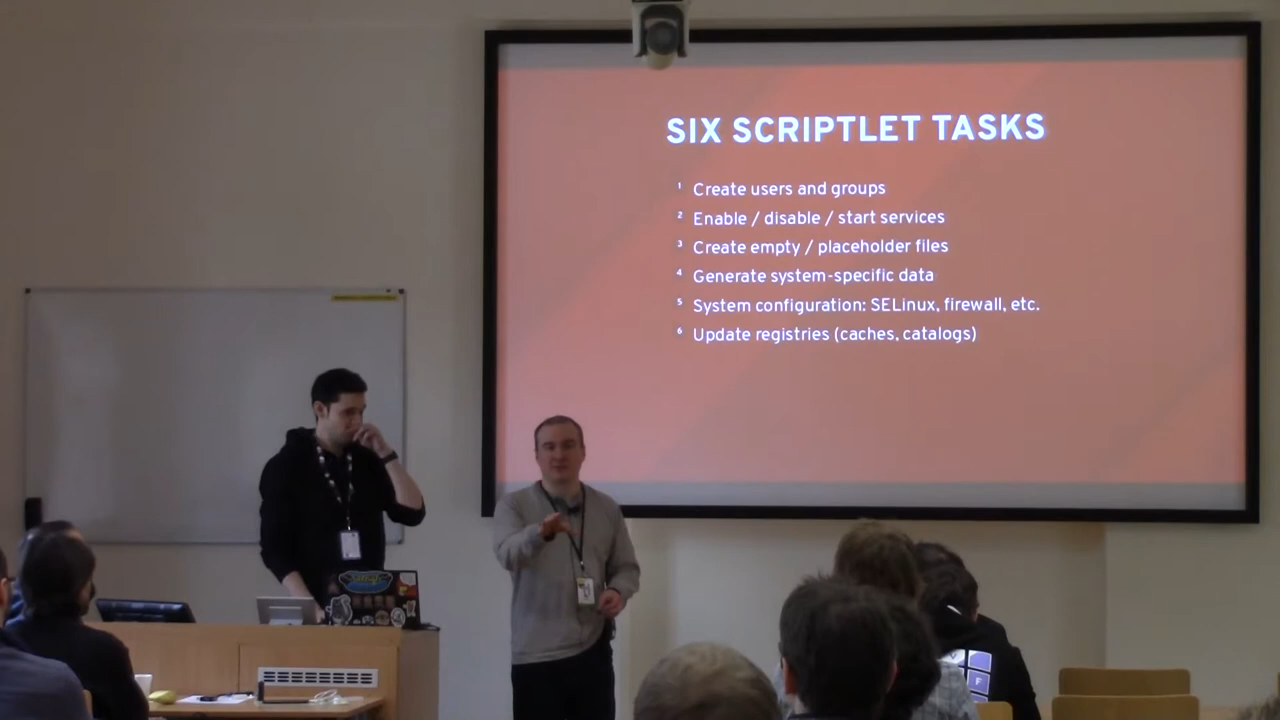 SIX SCRIPTLET TASKS
1 Create users and groups
2 Enable / disable / start services
3 Create empty / placeholder files
4 Generate system-specific data
5 System configuration: SELinux, firewall, etc.
6 Update registries (caches, catalogs)
F